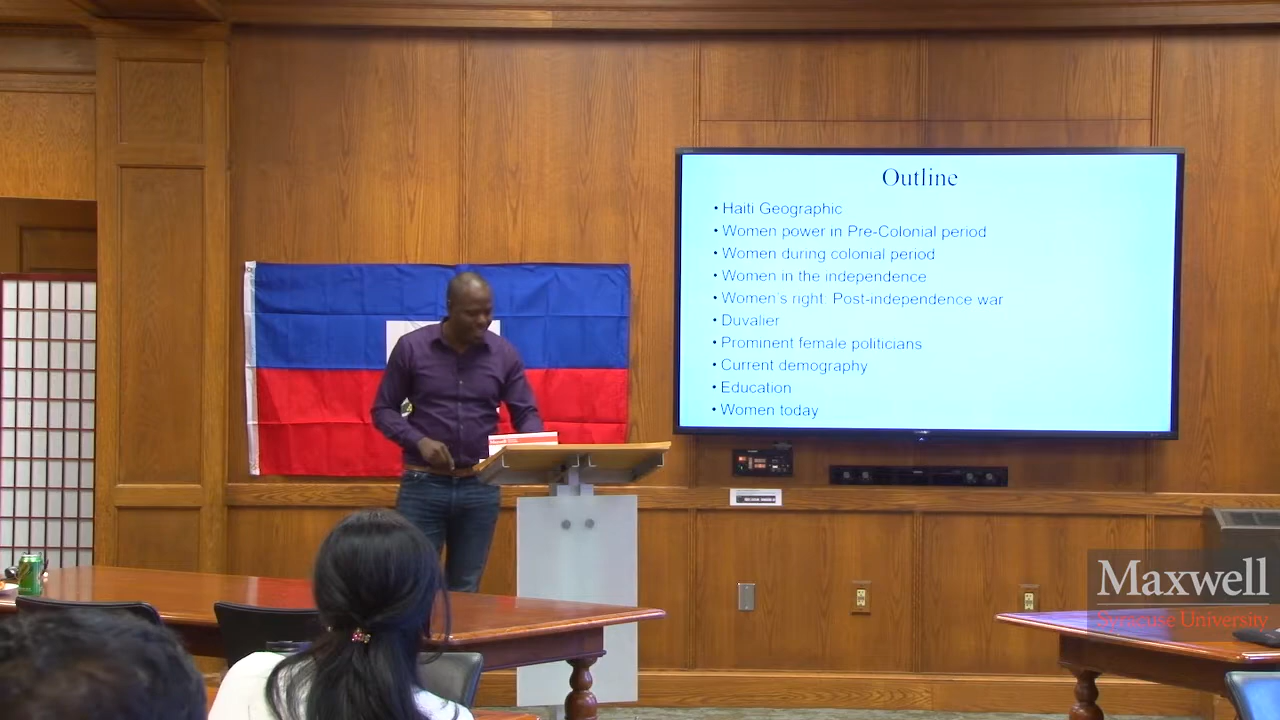 Outline
• Haiti Geographic
• Women power in Pre-Colonial period
• Women during colonial period
• Women in the independence
• Women's right: Post-independence war
• Duvalier
• Prominent female politicians
• Current demography
• Education
• Women today
Maxwell
Syracuse University